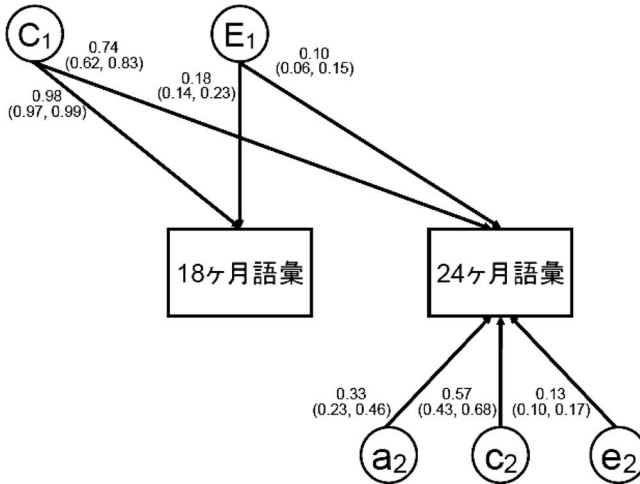 C1
E1
0.74
(0.62, 0.83)
0.10
(0.06, 0.15)
0.18
(0.14, 0.23)
0.98
(0.97, 0.99)
18ヶ月語彙
24ヶ月語彙
0.33
(0.23, 0.46)
0.57
(0.43, 0.68)
0.13
(0.10, 0.17)
a2
c2
e2